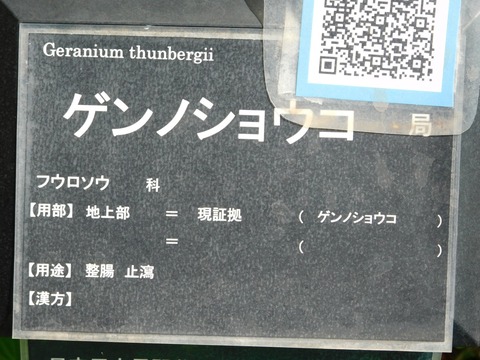 Geranium thunbergii
ゲンノショウコ 局
フウロソウ 科
【用部】 地上部 ＝ 現証拠 ( ゲンノショウコ )
＝ ( )
【用途】 整腸 止瀉
【漢方】